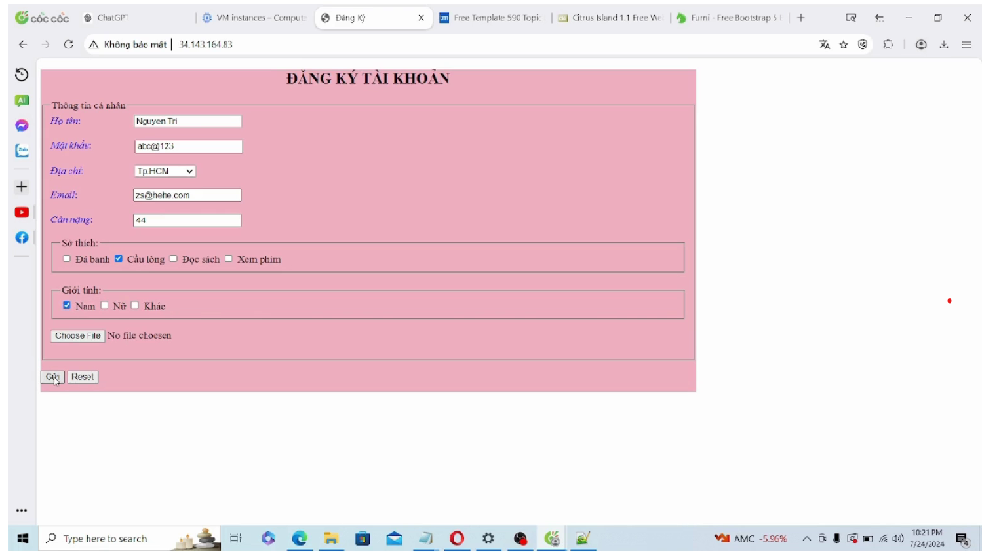 cốc cốc
ChatGPT
VM instances – Compute
Đăng Ký
Free Template 590 Topic
Citrus Island 1.1 Free We
Furni - Free Bootstrap 5
Không bảo mật
34.143.164.83
ĐĂNG KÝ TÀI KHOẢN
Thông tin cá nhân
Họ tên: Nguyen Tri
Mật khẩu: abc@123
Địa chỉ: Tp.HCM
Email: zs@hehe.com
Cân nặng: 44
Sở thích:
Đá banh Cầu lông Đọc sách Xem phim
Giới tính:
Nam Nữ Khác
Choose File No file choosen
Gửi Reset
Type here to search
AMC -5.96%
10:21 PM
7/24/2024